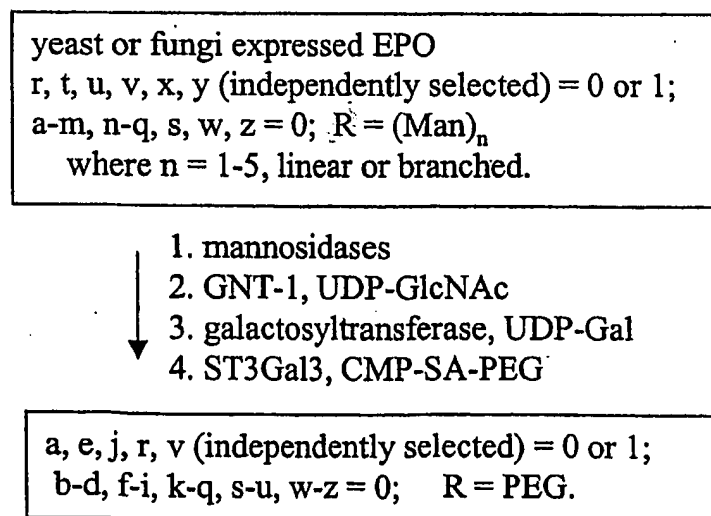 yeast or fungi expressed EPO
r, t, u, v, x, y (independently selected) = 0 or 1;
a-m, n-q, s, w, z = 0; R = (Man)n
where n = 1-5, linear or branched.
1. mannosidases
2. GNT-1, UDP-GlcNAc
3. galactosyltransferase, UDP-Gal
4. ST3Gal3, CMP-SA-PEG
a, e, j, r, v (independently selected) = 0 or 1;
b-d, f-i, k-q, s-u, w-z = 0; R = PEG.